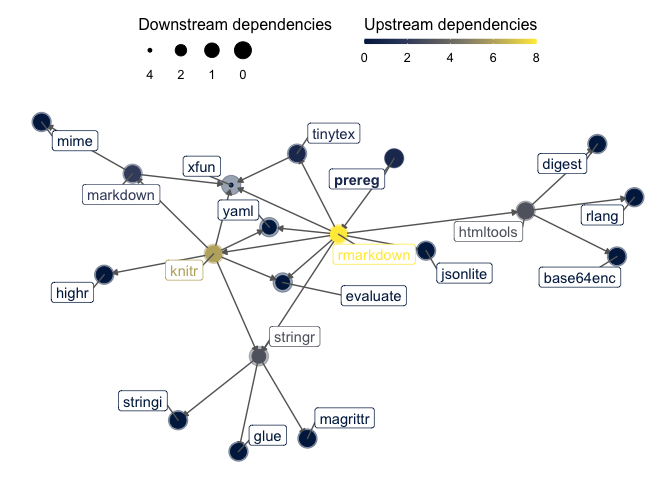 Downstream dependencies
4 2 1 0
Upstream dependencies
0 2 4 6 8
mime
tinytex
xfun
prereg
digest
markdown
yaml
rlang
htmltools
rmarkdown
knitr
jsonlite
base64enc
highr
evaluate
stringr
stringi
magrittr
glue